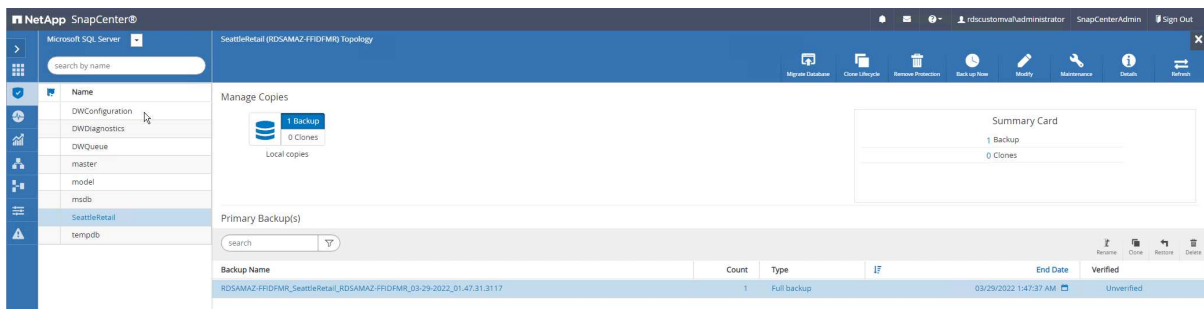 NetApp SnapCenter®
rdscustomval\administrator SnapCenterAdmin Sign Out
Microsoft SQL Server
SeattleRetail (RDSAMAZ-FFIDFMR) Topology
search by name
Migrate Database Clone Lifecycle Remove Protection Back up Now Modify Maintenance Details Refresh
Name
DWConfiguration
DWDiagnostics
DWQueue
master
model
msdb
SeattleRetail
tempdb
Manage Copies
1 Backup
0 Clones
Local copies
Summary Card
1 Backup
0 Clones
Primary Backup(s)
search
Rename Clone Restore Delete
Backup Name Count Type End Date Verified
RDSAMAZ-FFIDFMR_SeattleRetail_RDSAMAZ-FFIDFMR_03-29-2022_01.47.31.3117 1 Full backup 03/29/2022 1:47:37 AM Unverified